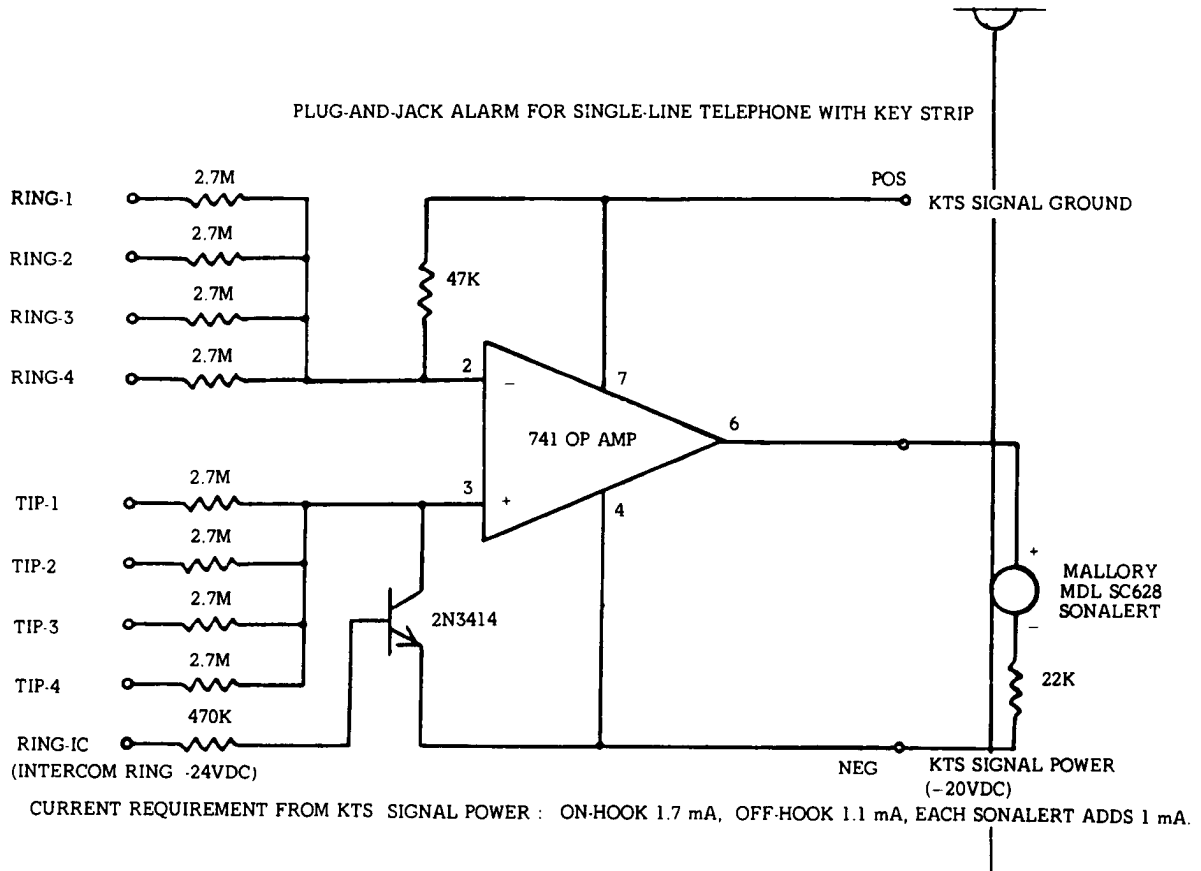 PLUG-AND-JACK ALARM FOR SINGLE-LINE TELEPHONE WITH KEY STRIP
RING-1
2.7M
RING-2
2.7M
RING-3
2.7M
RING-4
2.7M
47K
POS
KTS SIGNAL GROUND
2
−
7
741 OP AMP
6
3
+
4
TIP-1
2.7M
TIP-2
2.7M
TIP-3
2.7M
TIP-4
2.7M
2N3414
470K
RING-IC
(INTERCOM RING -24VDC)
+
MALLORY
MDL SC628
SONALERT
−
22K
NEG
KTS SIGNAL POWER
(−20VDC)
CURRENT REQUIREMENT FROM KTS SIGNAL POWER : ON-HOOK 1.7 mA, OFF-HOOK 1.1 mA, EACH SONALERT ADDS 1 mA.